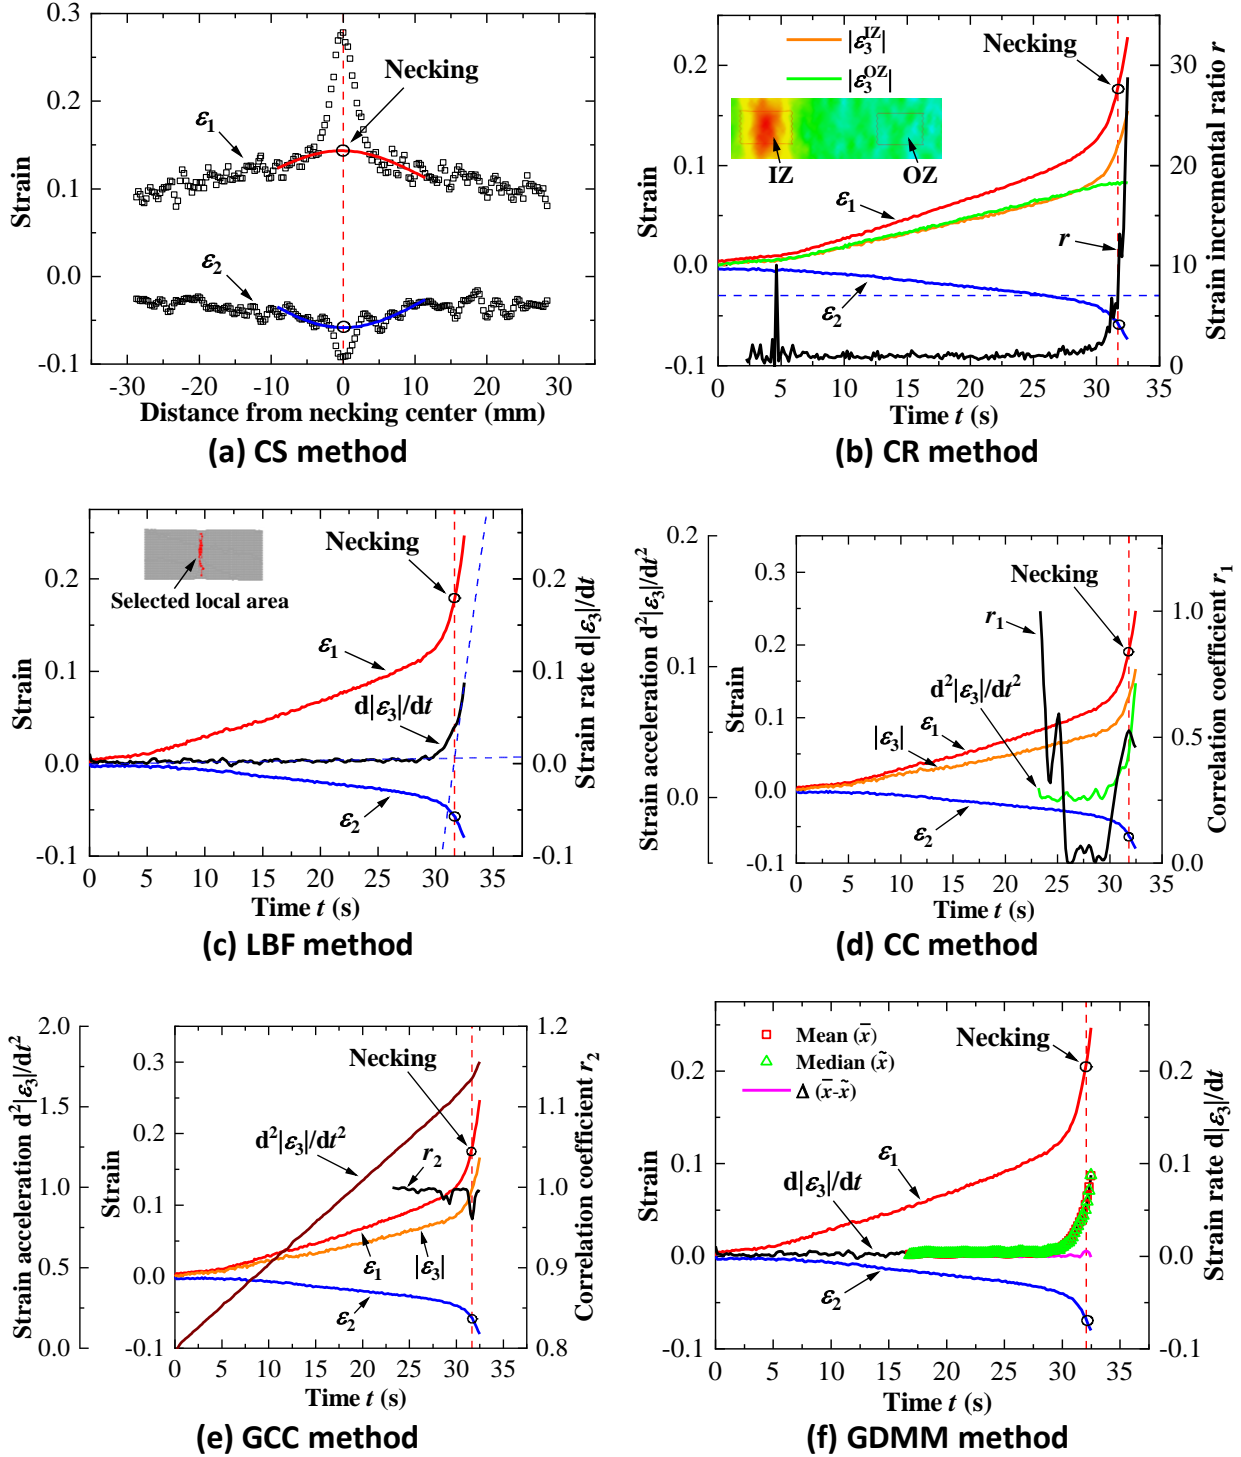 0.3
0.2
0.1
0.0
-0.1
Strain
Necking
ε1
ε2
-30 -20 -10 0 10 20 30
Distance from necking center (mm)
(a) CS method
0.2
0.1
0.0
-0.1
Strain
|ε3^IZ|
|ε3^OZ|
Necking
IZ
OZ
ε1
r
ε2
30
20
10
0
Strain incremental ratio r
0 5 10 15 20 25 30 35
Time t (s)
(b) CR method
0.2
0.1
0.0
-0.1
Strain
Selected local area
Necking
ε1
d|ε3|/dt
ε2
0.2
0.1
0.0
-0.1
Strain rate d|ε3|/dt
0 5 10 15 20 25 30 35
Time t (s)
(c) LBF method
0.2
0.1
0.0
Strain acceleration d²|ε3|/dt²
0.3
0.2
0.1
0.0
-0.1
Strain
Necking
r1
d²|ε3|/dt²
|ε3|
ε1
ε2
1.0
0.5
0.0
Correlation coefficient r1
0 5 10 15 20 25 30 35
Time t (s)
(d) CC method
2.0
1.5
1.0
0.5
0.0
Strain acceleration d²|ε3|/dt²
0.3
0.2
0.1
0.0
-0.1
Strain
Necking
d²|ε3|/dt²
r2
ε1
|ε3|
ε2
1.2
1.1
1.0
0.9
0.8
Correlation coefficient r2
0 5 10 15 20 25 30 35
Time t (s)
(e) GCC method
0.2
0.1
0.0
-0.1
Strain
Mean (x̄)
Median (x̃)
Δ (x̄-x̃)
Necking
ε1
d|ε3|/dt
ε2
0.2
0.1
0.0
-0.1
Strain rate d|ε3|/dt
0 5 10 15 20 25 30 35
Time t (s)
(f) GDMM method